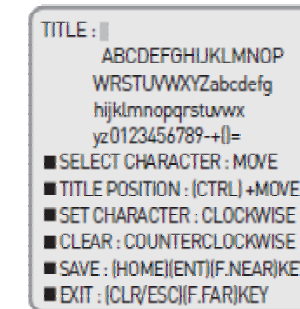 TITLE :
ABCDEFGHIJKLMNOP
WRSTUVWXYZabcdefg
hijklmnopqrstuvwx
yz0123456789-+()=
■ SELECT CHARACTER : MOVE
■ TITLE POSITION : (CTRL) +MOVE
■ SET CHARACTER : CLOCKWISE
■ CLEAR : COUNTERCLOCKWISE
■ SAVE : (HOME)(ENT)(F.NEAR)KE
■ EXIT : (CLR/ESC)(F.FAR)KEY